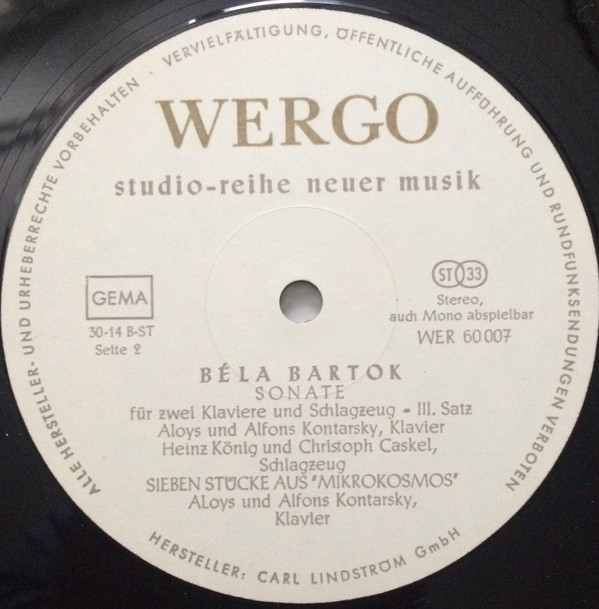 ALLE HERSTELLER- UND URHEBERRECHTE VORBEHALTEN · VERVIELFÄLTIGUNG, ÖFFENTLICHE AUFFÜHRUNG UND RUNDFUNKSENDUNGEN VERBOTEN
WERGO
studio-reihe neuer musik
GEMA
30-14 B-ST
Seite 2
ST 33
Stereo,
auch Mono abspielbar
WER 60007
BÉLA BARTOK
SONATE
für zwei Klaviere und Schlagzeug - III. Satz
Aloys und Alfons Kontarsky, Klavier
Heinz König und Christoph Caskel,
Schlagzeug
SIEBEN STÜCKE AUS "MIKROKOSMOS"
ALoys und Alfons Kontarsky,
Klavier
HERSTELLER: CARL LINDSTRÖM GmbH